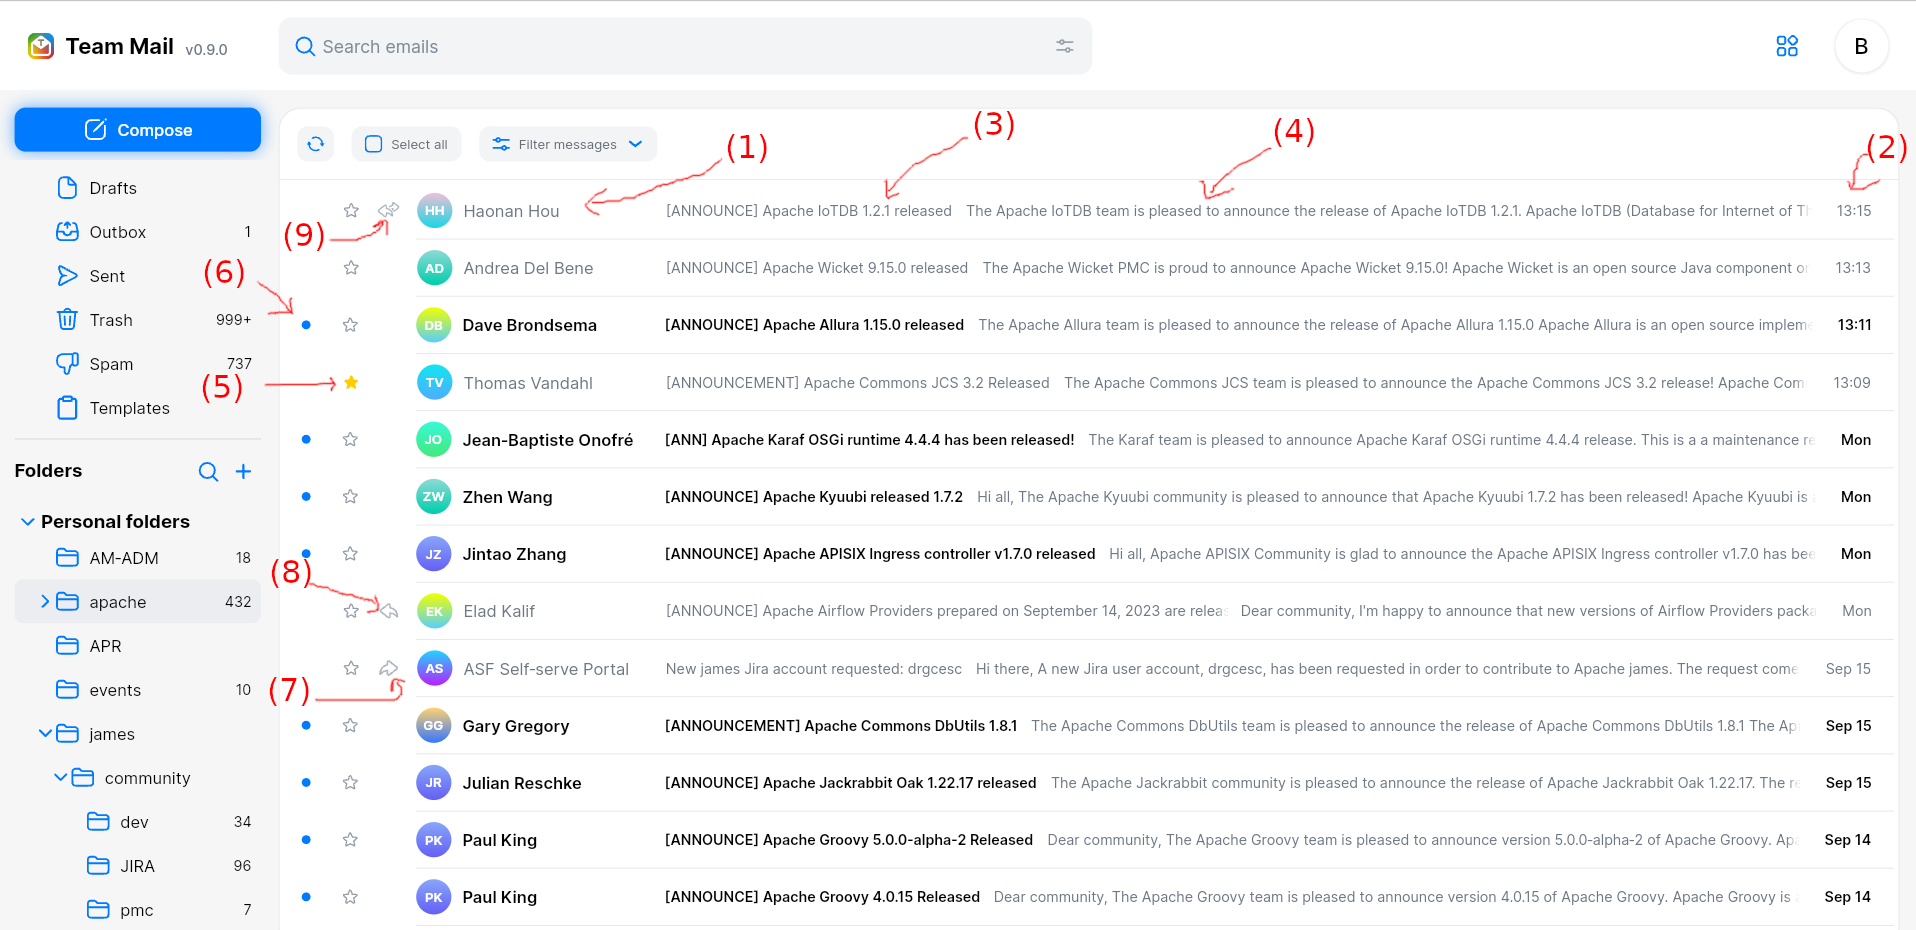 Team Mail v0.9.0
Search emails
B
Compose
Select all
Filter messages
(1)
(3)
(4)
(2)
Drafts
Outbox 1
Sent
Trash 999+
Spam 737
Templates
(9)
(6)
(5)
(8)
(7)
Folders
Personal folders
AM-ADM 18
apache 432
APR
events 10
james
community
dev 34
JIRA 96
pmc 7
HH Haonan Hou [ANNOUNCE] Apache IoTDB 1.2.1 released The Apache IoTDB team is pleased to announce the release of Apache IoTDB 1.2.1. Apache IoTDB (Database for Internet of Th 13:15
AD Andrea Del Bene [ANNOUNCE] Apache Wicket 9.15.0 released The Apache Wicket PMC is proud to announce Apache Wicket 9.15.0! Apache Wicket is an open source Java component o 13:13
DB Dave Brondsema [ANNOUNCE] Apache Allura 1.15.0 released The Apache Allura team is pleased to announce the release of Apache Allura 1.15.0 Apache Allura is an open source impleme 13:11
TV Thomas Vandahl [ANNOUNCEMENT] Apache Commons JCS 3.2 Released The Apache Commons JCS team is pleased to announce the Apache Commons JCS 3.2 release! Apache Com 13:09
JO Jean-Baptiste Onofré [ANN] Apache Karaf OSGi runtime 4.4.4 has been released! The Karaf team is pleased to announce Apache Karaf OSGi runtime 4.4.4 release. This is a a maintenance re Mon
ZW Zhen Wang [ANNOUNCE] Apache Kyuubi released 1.7.2 Hi all, The Apache Kyuubi community is pleased to announce that Apache Kyuubi 1.7.2 has been released! Apache Kyuubi is Mon
JZ Jintao Zhang [ANNOUNCE] Apache APISIX Ingress controller v1.7.0 released Hi all, Apache APISIX Community is glad to announce the Apache APISIX Ingress controller v1.7.0 has bee Mon
EK Elad Kalif [ANNOUNCE] Apache Airflow Providers prepared on September 14, 2023 are releas Dear community, I'm happy to announce that new versions of Airflow Providers packa Mon
AS ASF Self-serve Portal New james Jira account requested: drgcesc Hi there, A new Jira user account, drgcesc, has been requested in order to contribute to Apache james. The request come Sep 15
GG Gary Gregory [ANNOUNCEMENT] Apache Commons DbUtils 1.8.1 The Apache Commons DbUtils team is pleased to announce the release of Apache Commons DbUtils 1.8.1 The Ap Sep 15
JR Julian Reschke [ANNOUNCE] Apache Jackrabbit Oak 1.22.17 released The Apache Jackrabbit community is pleased to announce the release of Apache Jackrabbit Oak 1.22.17. The re Sep 15
PK Paul King [ANNOUNCE] Apache Groovy 5.0.0-alpha-2 Released Dear community, The Apache Groovy team is pleased to announce version 5.0.0-alpha-2 of Apache Groovy. Apa Sep 14
PK Paul King [ANNOUNCE] Apache Groovy 4.0.15 Released Dear community, The Apache Groovy team is pleased to announce version 4.0.15 of Apache Groovy. Apache Groovy is Sep 14